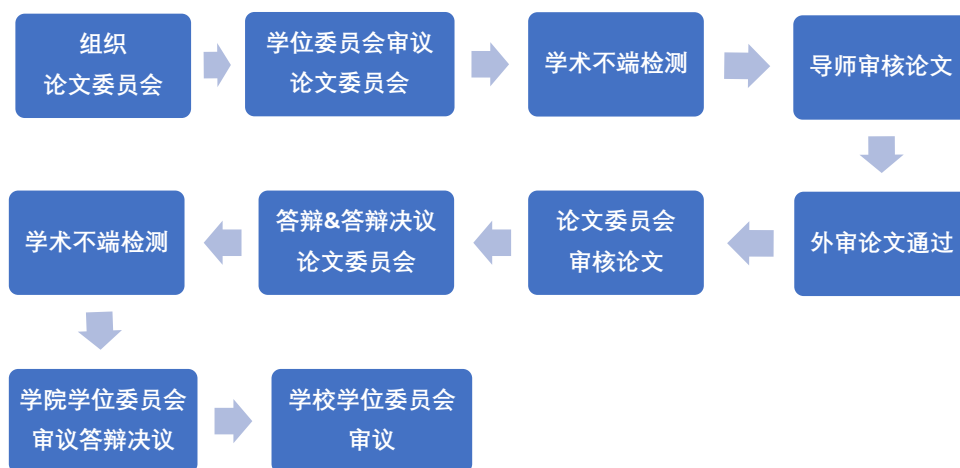 组织
论文委员会
学位委员会审议
论文委员会
学术不端检测
导师审核论文
外审论文通过
论文委员会
审核论文
答辩&答辩决议
论文委员会
学术不端检测
学院学位委员会
审议答辩决议
学校学位委员会
审议